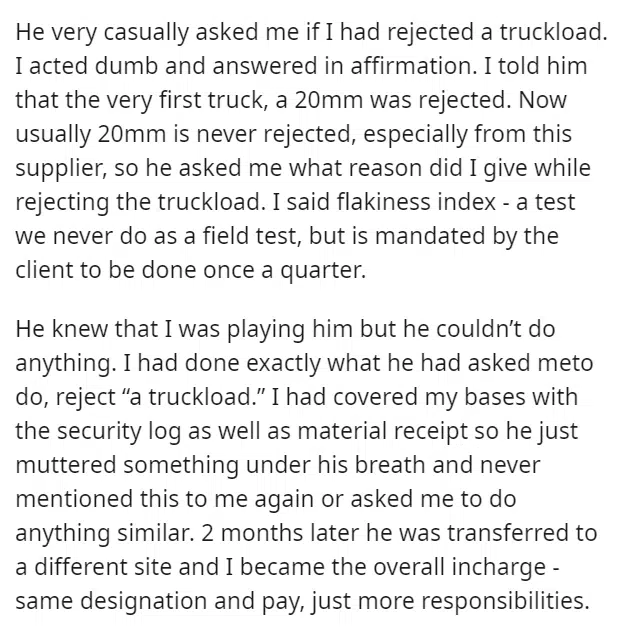 He very casually asked me if I had rejected a truckload.
I acted dumb and answered in affirmation. I told him
that the very first truck, a 20mm was rejected. Now
usually 20mm is never rejected, especially from this
supplier, so he asked me what reason did I give while
rejecting the truckload. I said flakiness index - a test
we never do as a field test, but is mandated by the
client to be done once a quarter.
He knew that I was playing him but he couldn’t do
anything. I had done exactly what he had asked meto
do, reject “a truckload.” I had covered my bases with
the security log as well as material receipt so he just
muttered something under his breath and never
mentioned this to me again or asked me to do
anything similar. 2 months later he was transferred to
a different site and I became the overall incharge -
same designation and pay, just more responsibilities.